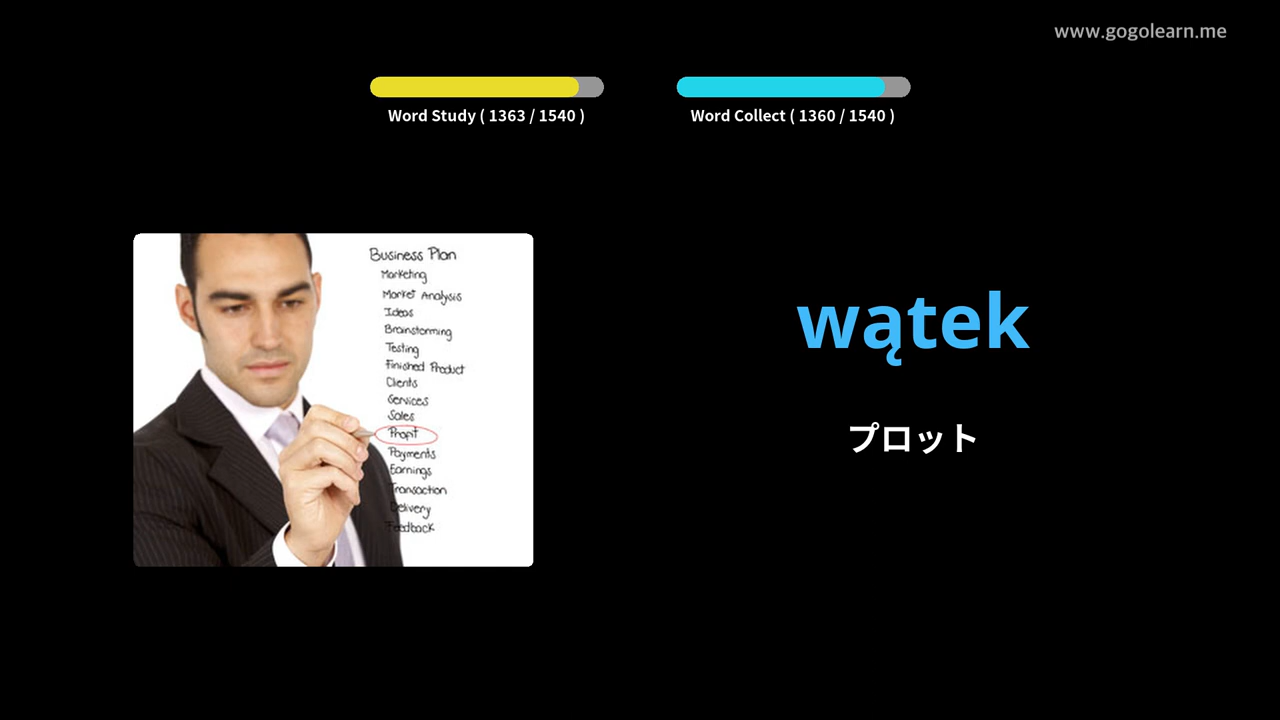 www.gogolearn.me
Word Study ( 1363 / 1540 )
Word Collect ( 1360 / 1540 )
Business Plan
Marketing
Market Analysis
Ideas
Brainstorming
Testing
Finished Product
Clients
Services
Sales
Profit
Payments
Earnings
Transaction
Delivery
Feedback
wątek
プロット